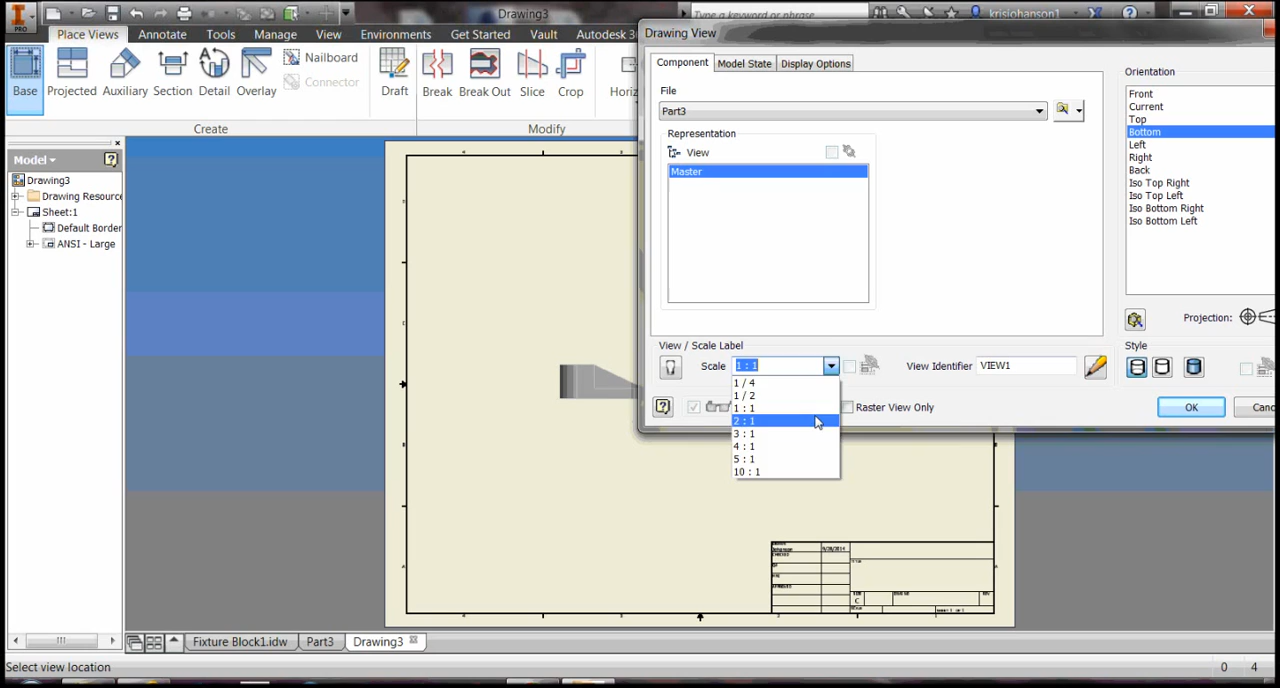 Drawing3
Type a keyword or phrase
krisjohanson1
PRO
Place Views
Annotate
Tools
Manage
View
Environments
Get Started
Vault
Autodesk 3
Base
Projected
Auxiliary
Section
Detail
Overlay
Nailboard
Connector
Draft
Break
Break Out
Slice
Crop
Horiz
Create
Modify
Model
Drawing3
Drawing Resourc
Sheet:1
Default Border
ANSI - Large
Drawing View
Component
Model State
Display Options
File
Part3
Representation
View
Master
View / Scale Label
Scale
1 : 1
1 / 4
1 / 2
1 : 1
2 : 1
3 : 1
4 : 1
5 : 1
10 : 1
View Identifier
VIEW1
Raster View Only
OK
Cance
Orientation
Front
Current
Top
Bottom
Left
Right
Back
Iso Top Right
Iso Top Left
Iso Bottom Right
Iso Bottom Left
Projection:
Style
C
Fixture Block1.idw
Part3
Drawing3
Select view location
0
4